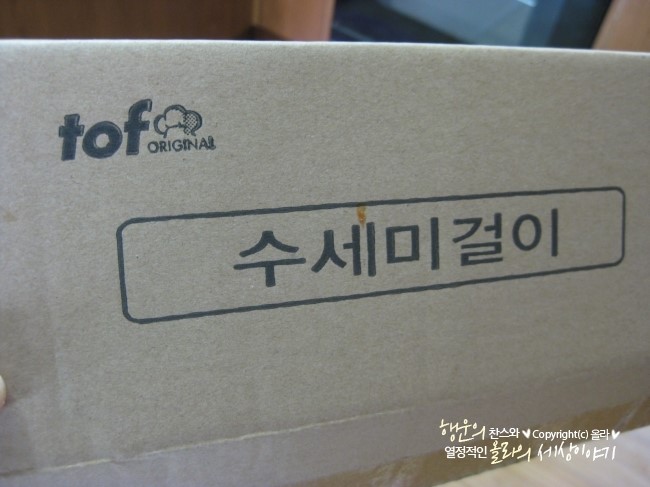 tof ORIGINAL
수세미걸이
행운의 찬스와♥Copyright(c) 올라♥
열정적인 올라의 세상이야기